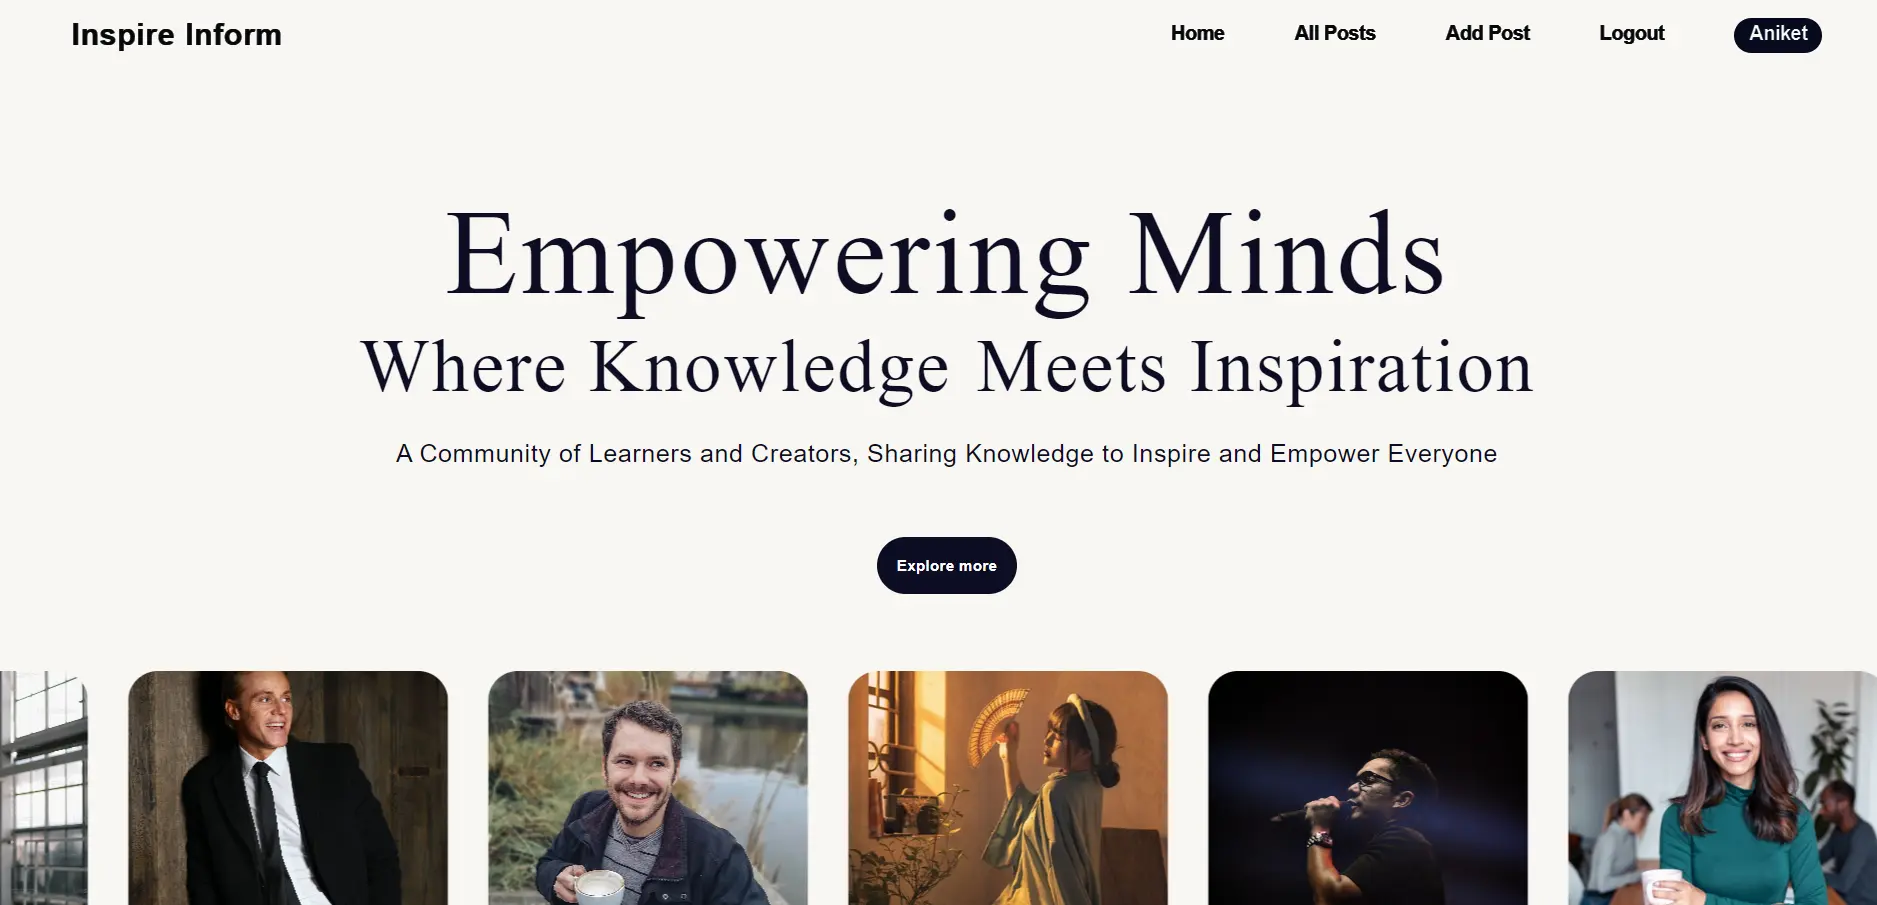 Inspire Inform
Home
All Posts
Add Post
Logout
Aniket
Empowering Minds
Where Knowledge Meets Inspiration
A Community of Learners and Creators, Sharing Knowledge to Inspire and Empower Everyone
Explore more